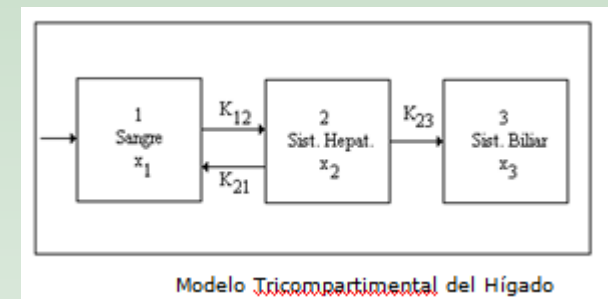 1
Sangre
x1
K12
K21
2
Sist. Hepat.
x2
K23
3
Sist. Biliar
x3
Modelo Tricompartimental del Hígado